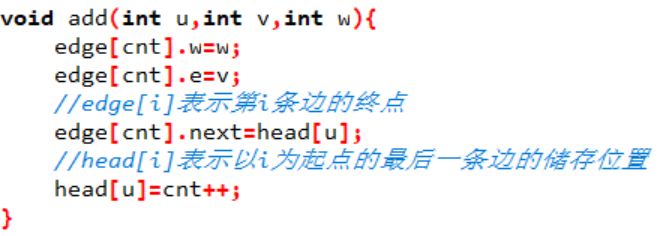 void add(int u,int v,int w){
    edge[cnt].w=w;
    edge[cnt].e=v;
    //edge[i]表示第i条边的终点
    edge[cnt].next=head[u];
    //head[i]表示以i为起点的最后一条边的储存位置
    head[u]=cnt++;
}